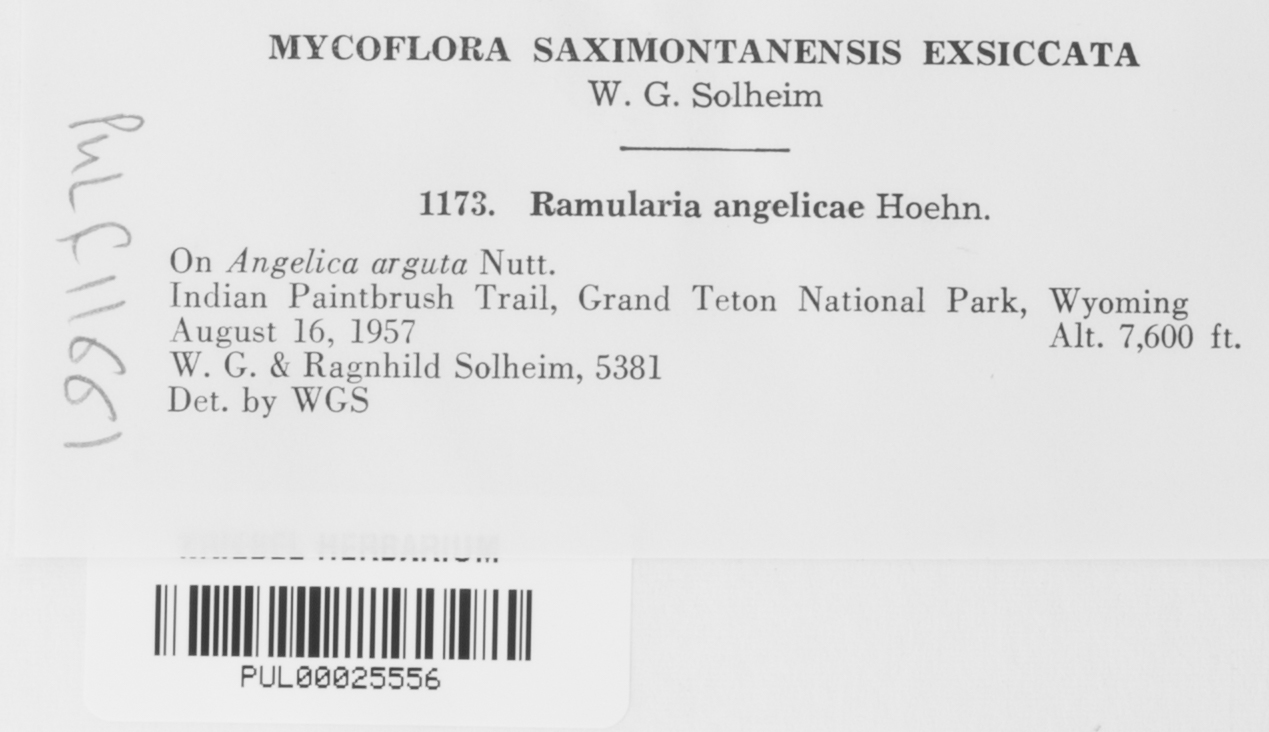 MYCOFLORA SAXIMONTANENSIS EXSICCATA
W. G. Solheim
1173. Ramularia angelicae Hoehn.
On Angelica arguta Nutt.
Indian Paintbrush Trail, Grand Teton National Park, Wyoming
August 16, 1957 Alt. 7,600 ft.
W. G. & Ragnhild Solheim, 5381
Det. by WGS
PUL F11661
HERBARIUM
PUL00025556